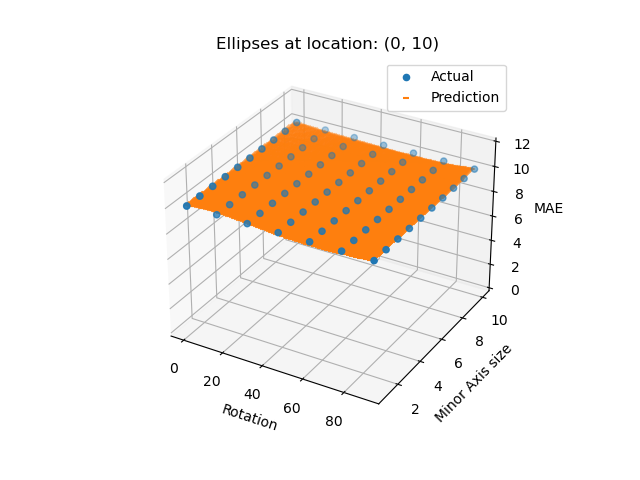 Ellipses at location: (0, 10)
Actual
Prediction
12
10
8
6
4
2
0
MAE
10
8
6
4
2
Minor Axis size
0
20
40
60
80
Rotation